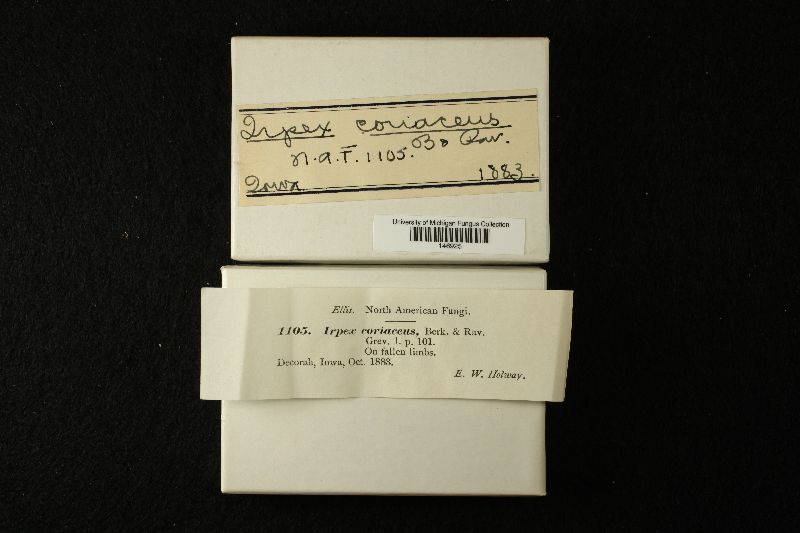 Irpex coriaceus
B & Rav.
N.A.F. 1105.
Iowa 1883.
University of Michigan Fungus Collection
Ellis. North American Fungi.
1105. Irpex coriaceus, Berk. & Rav.
Grev. 1. p. 101.
On fallen limbs.
Decorah, Iowa, Oct. 1883.
E. W. Holway.